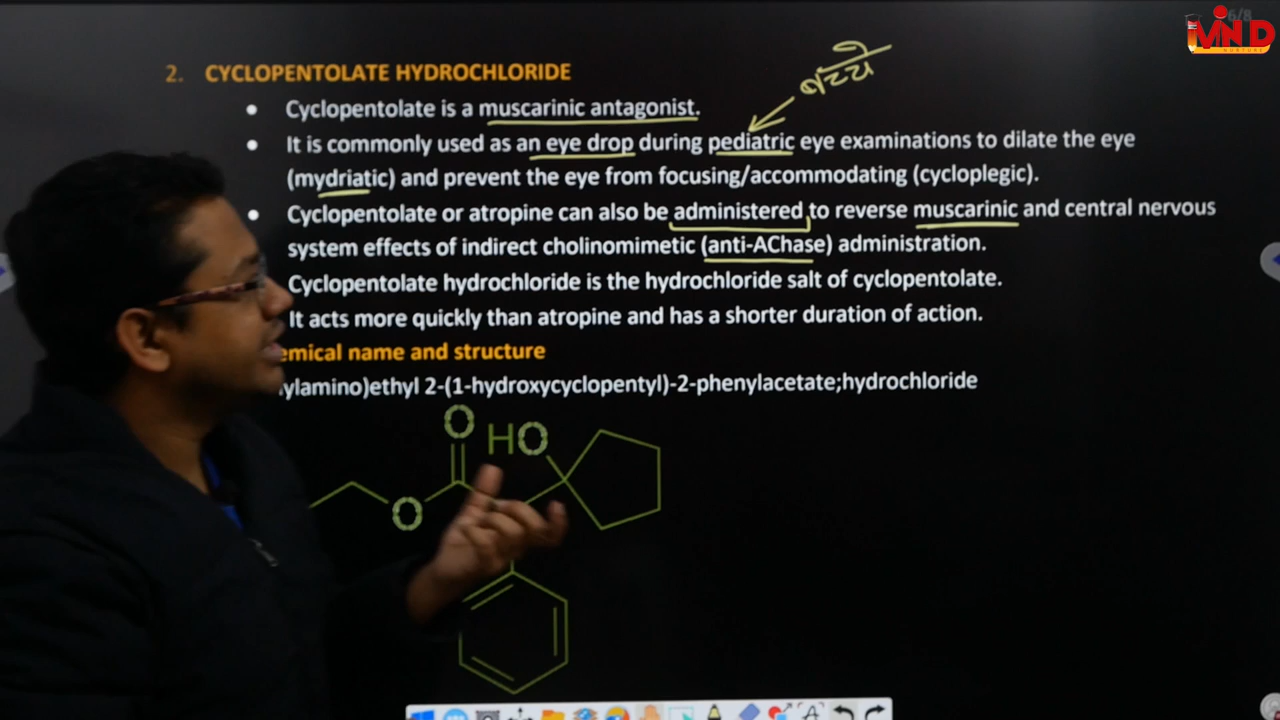 6/8
MIND
NURTURE
2. CYCLOPENTOLATE HYDROCHLORIDE
• Cyclopentolate is a muscarinic antagonist.
• It is commonly used as an eye drop during pediatric eye examinations to dilate the eye
(mydriatic) and prevent the eye from focusing/accommodating (cycloplegic).
• Cyclopentolate or atropine can also be administered to reverse muscarinic and central nervous
system effects of indirect cholinomimetic (anti-AChase) administration.
Cyclopentolate hydrochloride is the hydrochloride salt of cyclopentolate.
It acts more quickly than atropine and has a shorter duration of action.
emical name and structure
ylamino)ethyl 2-(1-hydroxycyclopentyl)-2-phenylacetate;hydrochloride
O HO
O